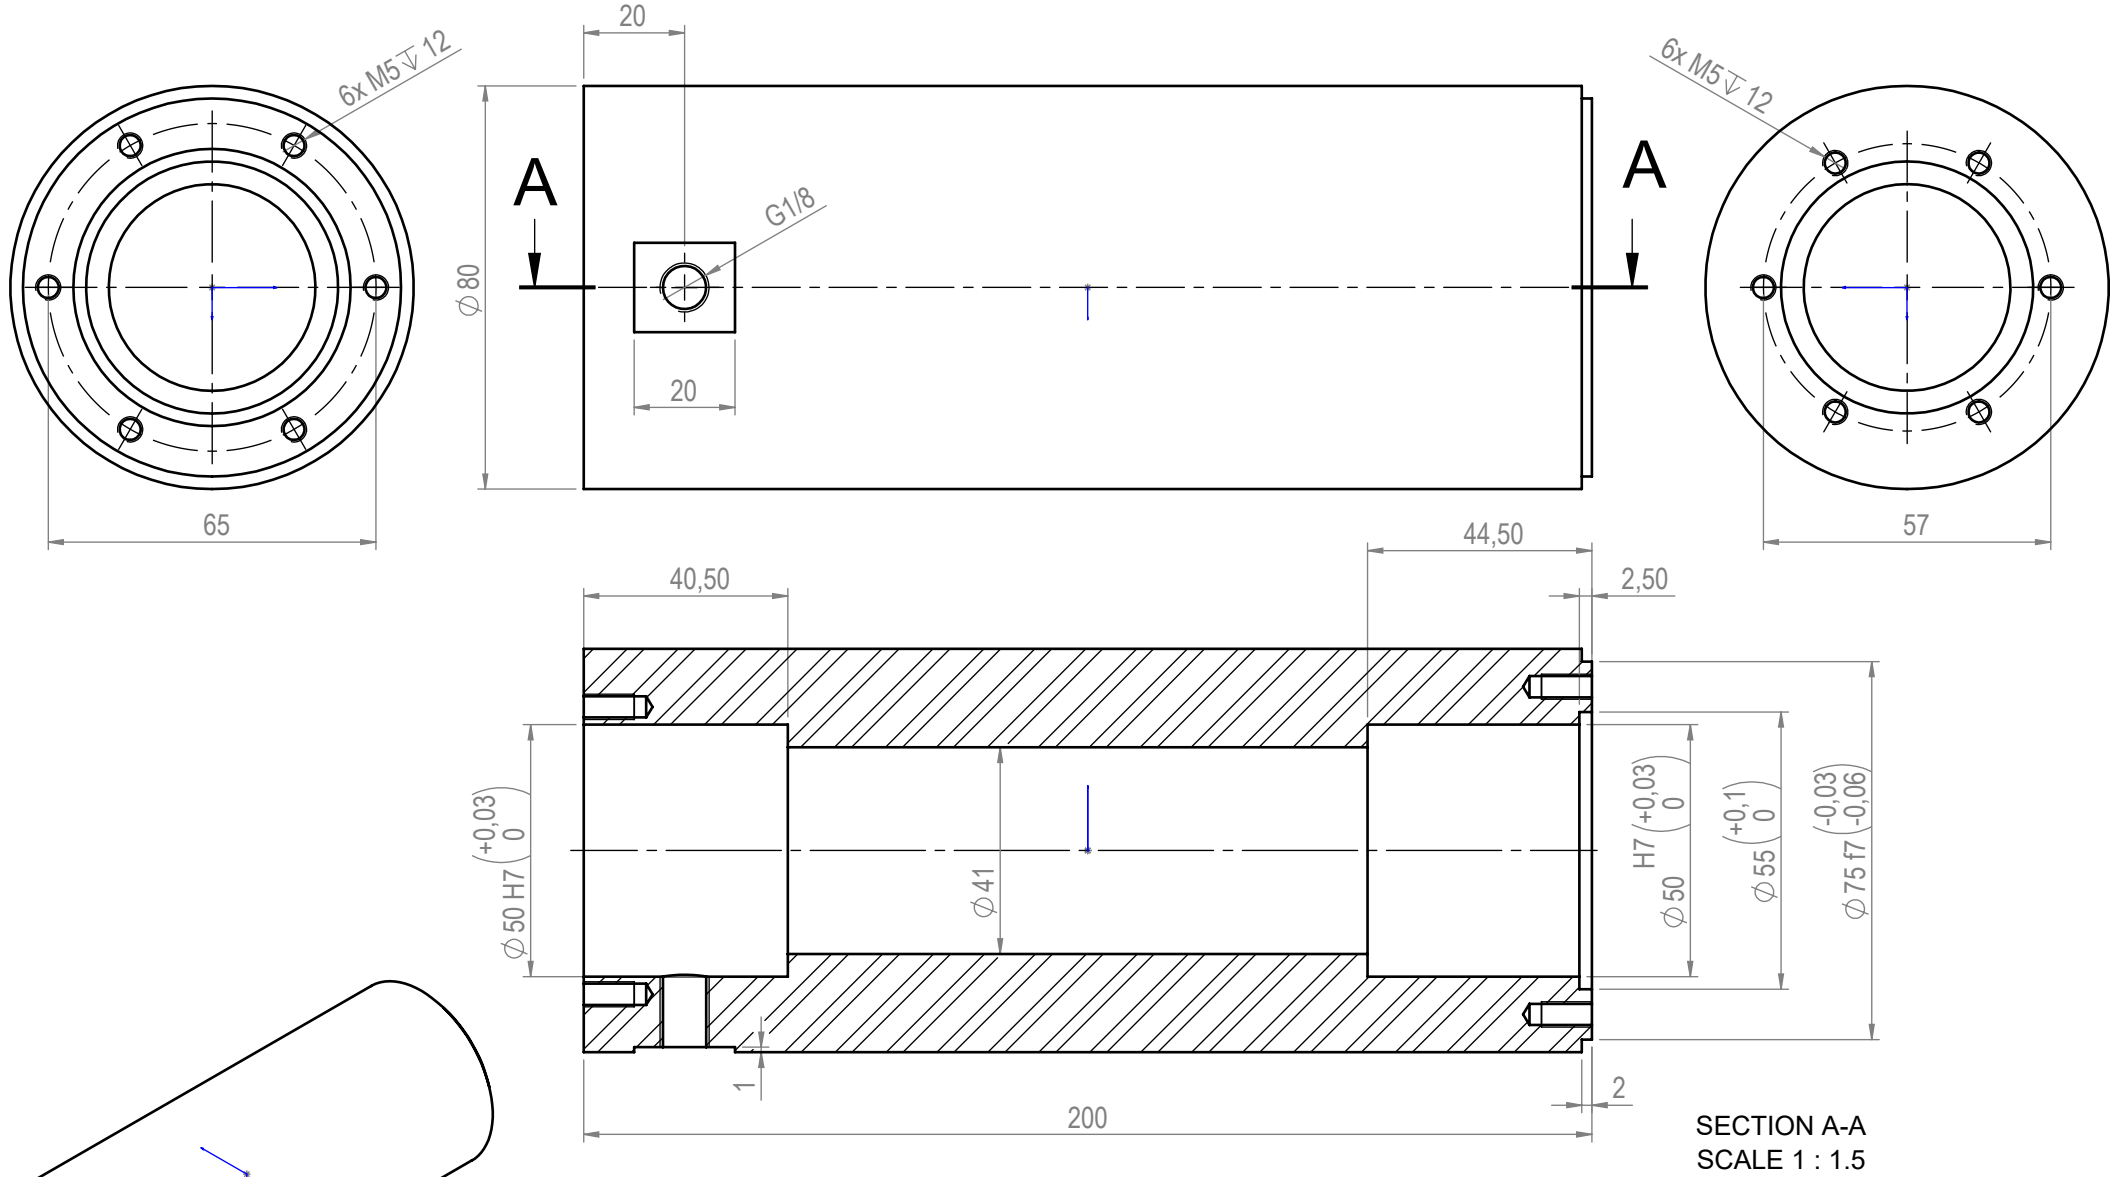 20
6x M5↧12
6x M5↧12
A
A
G1/8
⌀80
20
65
57
44,50
40,50
2,50
⌀50 H7 (+0,03 0)
⌀41
⌀50 H7 (+0,03 0)
⌀55 (+0,1 0)
⌀75 f7 (-0,03 -0,06)
1
2
200
SECTION A-A
SCALE 1 : 1.5